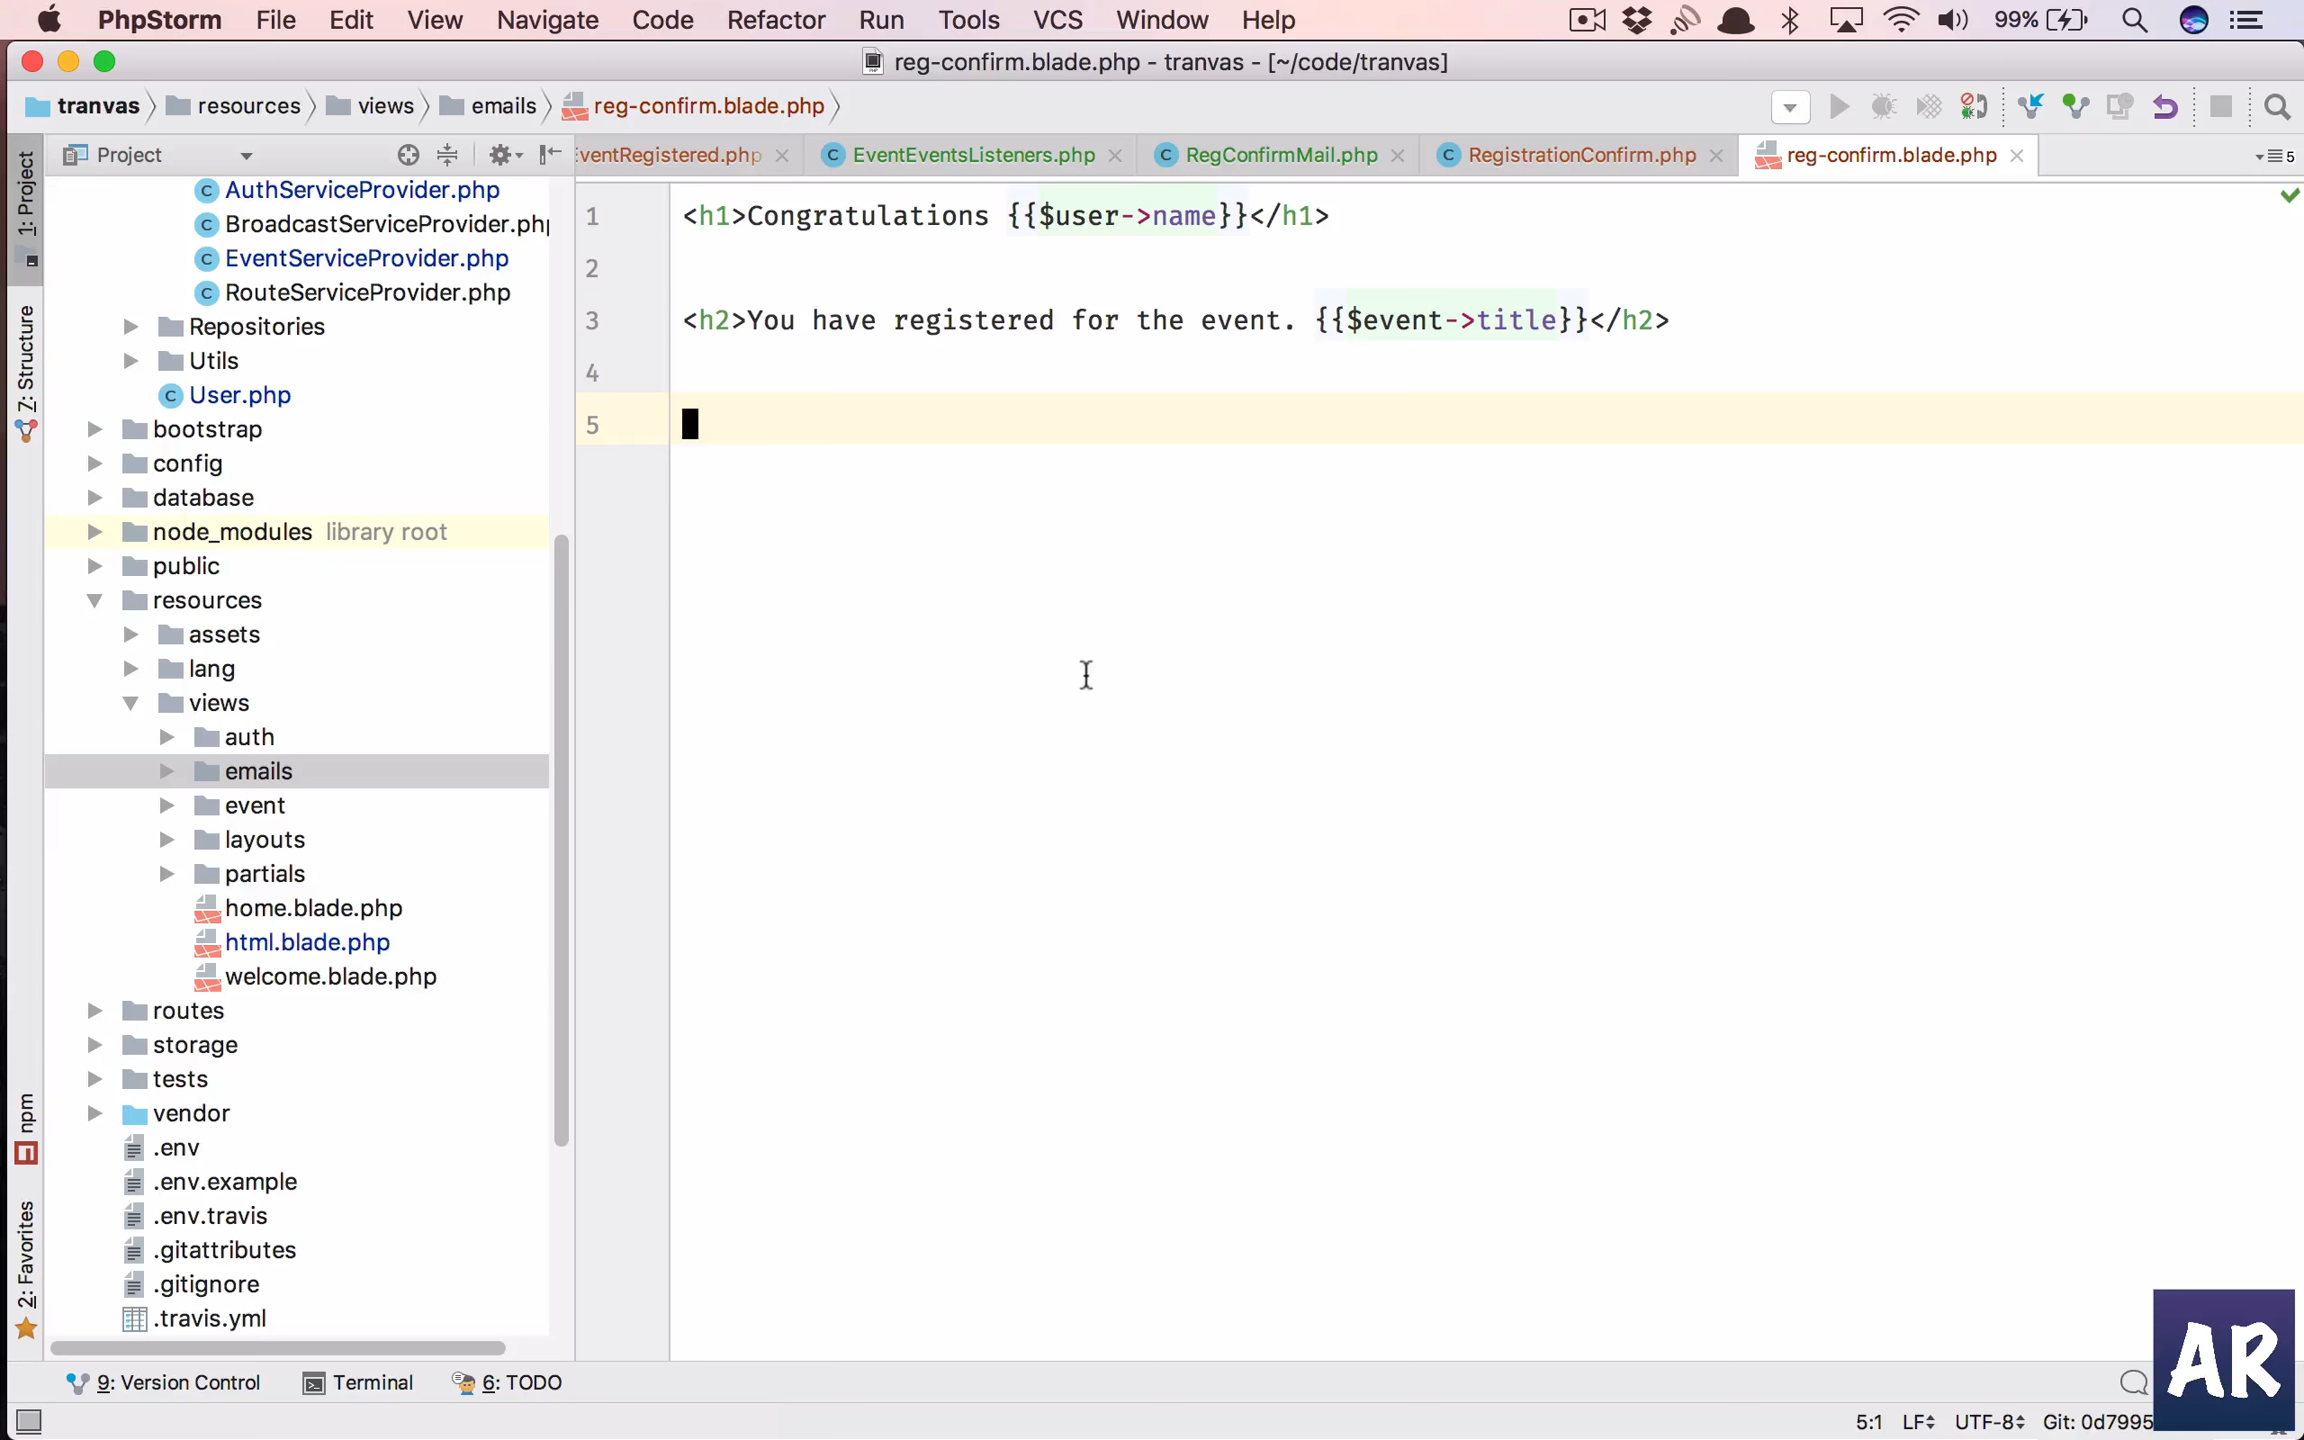 PhpStorm File Edit View Navigate Code Refactor Run Tools VCS Window Help 99%
reg-confirm.blade.php - tranvas - [~/code/tranvas]
tranvas resources views emails reg-confirm.blade.php
Project
ventRegistered.php EventEventsListeners.php RegConfirmMail.php RegistrationConfirm.php reg-confirm.blade.php 5
1: Project
Z: Structure
npm
2: Favorites
AuthServiceProvider.php
BroadcastServiceProvider.php
EventServiceProvider.php
RouteServiceProvider.php
Repositories
Utils
User.php
bootstrap
config
database
node_modules library root
public
resources
assets
lang
views
auth
emails
event
layouts
partials
home.blade.php
html.blade.php
welcome.blade.php
routes
storage
tests
vendor
.env
.env.example
.env.travis
.gitattributes
.gitignore
.travis.yml
1 <h1>Congratulations {{$user->name}}</h1>
2
3 <h2>You have registered for the event. {{$event->title}}</h2>
4
5
9: Version Control Terminal 6: TODO
5:1 LF UTF-8 Git: 0d7995
AR